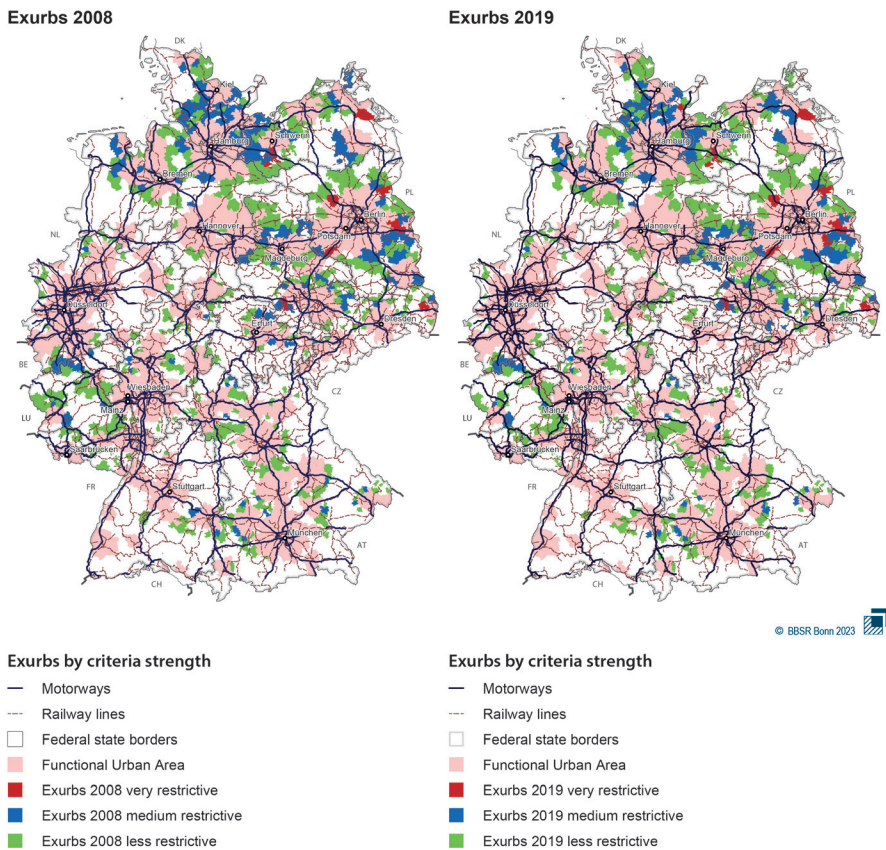 Exurbs 2008
DK
Kiel
Schwerin
Hamburg
Bremen
PL
Berlin
NL
Hannover
Potsdam
Magdeburg
Düsseldorf
Erfurt
Dresden
BE
Wiesbaden
CZ
Mainz
LU
Saarbrücken
FR
Stuttgart
München
AT
CH
Exurbs 2019
DK
Kiel
Schwerin
Hamburg
Bremen
PL
Berlin
NL
Hannover
Potsdam
Magdeburg
Düsseldorf
Erfurt
Dresden
BE
Wiesbaden
CZ
Mainz
LU
Saarbrücken
FR
Stuttgart
München
AT
CH
© BBSR Bonn 2023
Exurbs by criteria strength
Motorways
Railway lines
Federal state borders
Functional Urban Area
Exurbs 2008 very restrictive
Exurbs 2008 medium restrictive
Exurbs 2008 less restrictive
Exurbs by criteria strength
Motorways
Railway lines
Federal state borders
Functional Urban Area
Exurbs 2019 very restrictive
Exurbs 2019 medium restrictive
Exurbs 2019 less restrictive